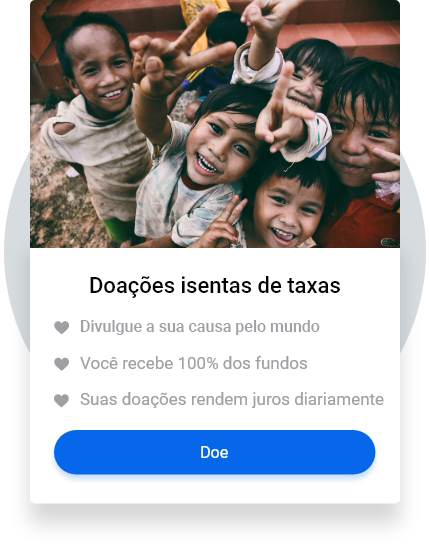 Doações isentas de taxas
Divulgue a sua causa pelo mundo
Você recebe 100% dos fundos
Suas doações rendem juros diariamente
Doe